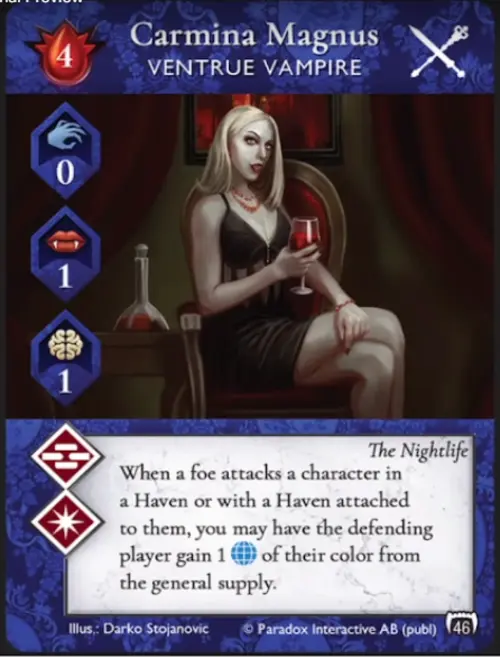 4
Carmina Magnus
VENTRUE VAMPIRE
0
1
1
The Nightlife
When a foe attacks a character in
a Haven or with a Haven attached
to them, you may have the defending
player gain 1 of their color from
the general supply.
Illus.: Darko Stojanovic © Paradox Interactive AB (publ) 46